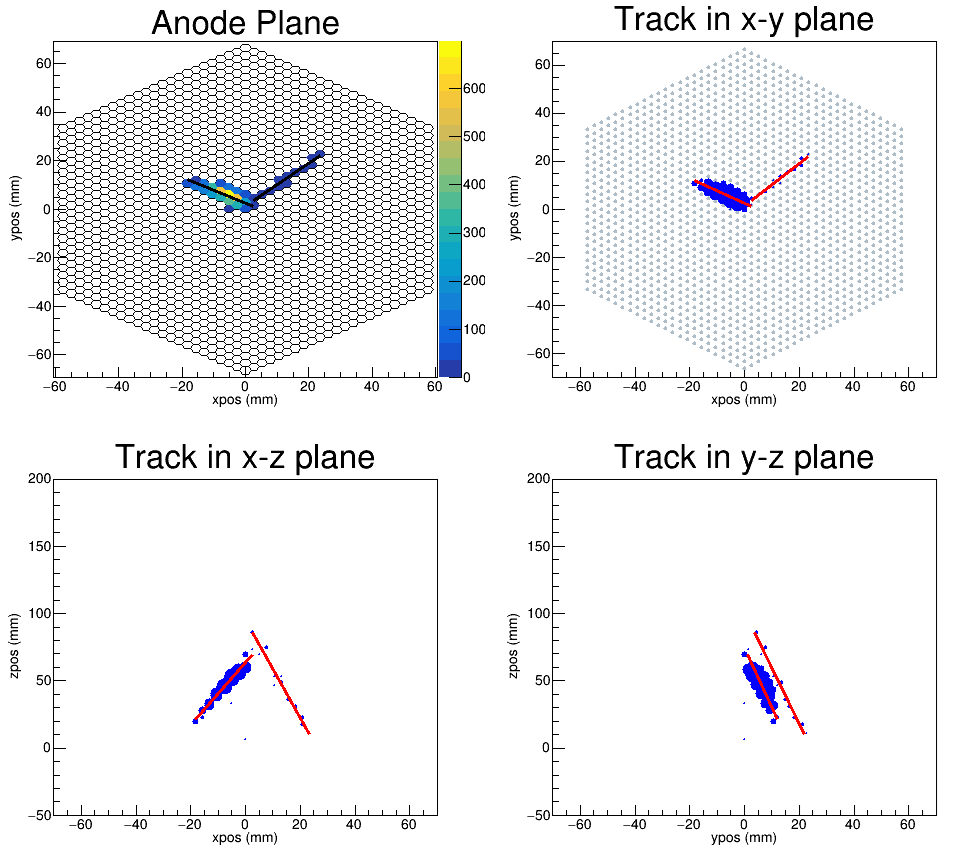 Anode Plane
60
40
20
0
−20
−40
−60
ypos (mm)
−60 −40 −20 0 20 40 60
xpos (mm)
600
500
400
300
200
100
0
Track in x-y plane
60
40
20
0
−20
−40
−60
ypos (mm)
−60 −40 −20 0 20 40 60
xpos (mm)
Track in x-z plane
200
150
100
50
0
−50
zpos (mm)
−60 −40 −20 0 20 40 60
xpos (mm)
Track in y-z plane
200
150
100
50
0
−50
zpos (mm)
−60 −40 −20 0 20 40 60
ypos (mm)